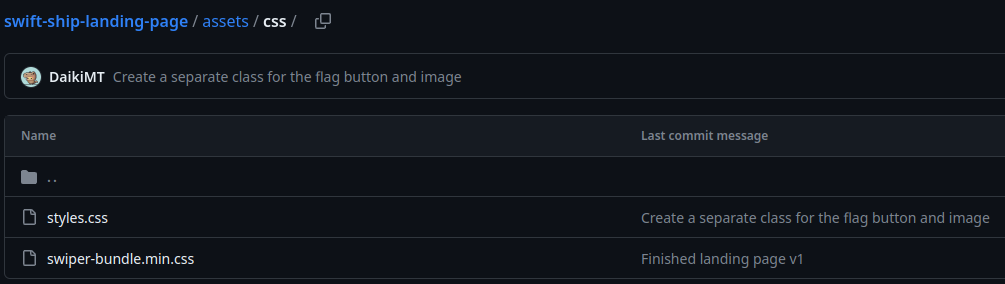 swift-ship-landing-page / assets / css /
DaikiMT Create a separate class for the flag button and image
Name Last commit message
..
styles.css Create a separate class for the flag button and image
swiper-bundle.min.css Finished landing page v1